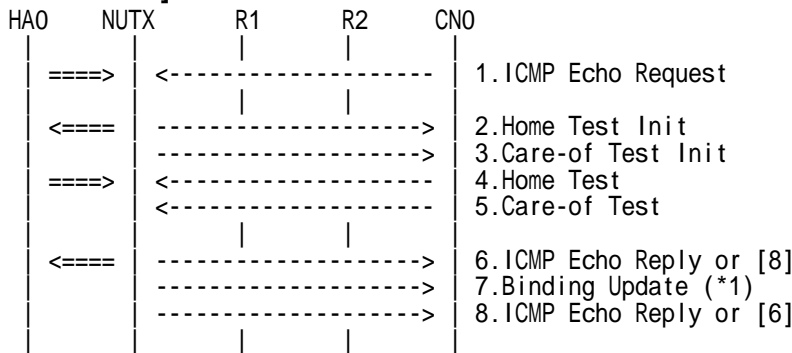 HA0 NUTX R1 R2 CN0
| | | | |
| ====> | <--------------------- | 1.ICMP Echo Request
| | | | |
| <==== | ---------------------> | 2.Home Test Init
| | ---------------------> | 3.Care-of Test Init
| ====> | <--------------------- | 4.Home Test
| | <--------------------- | 5.Care-of Test
| | | | |
| <==== | ---------------------> | 6.ICMP Echo Reply or [8]
| | ---------------------> | 7.Binding Update (*1)
| | ---------------------> | 8.ICMP Echo Reply or [6]
| | | | |